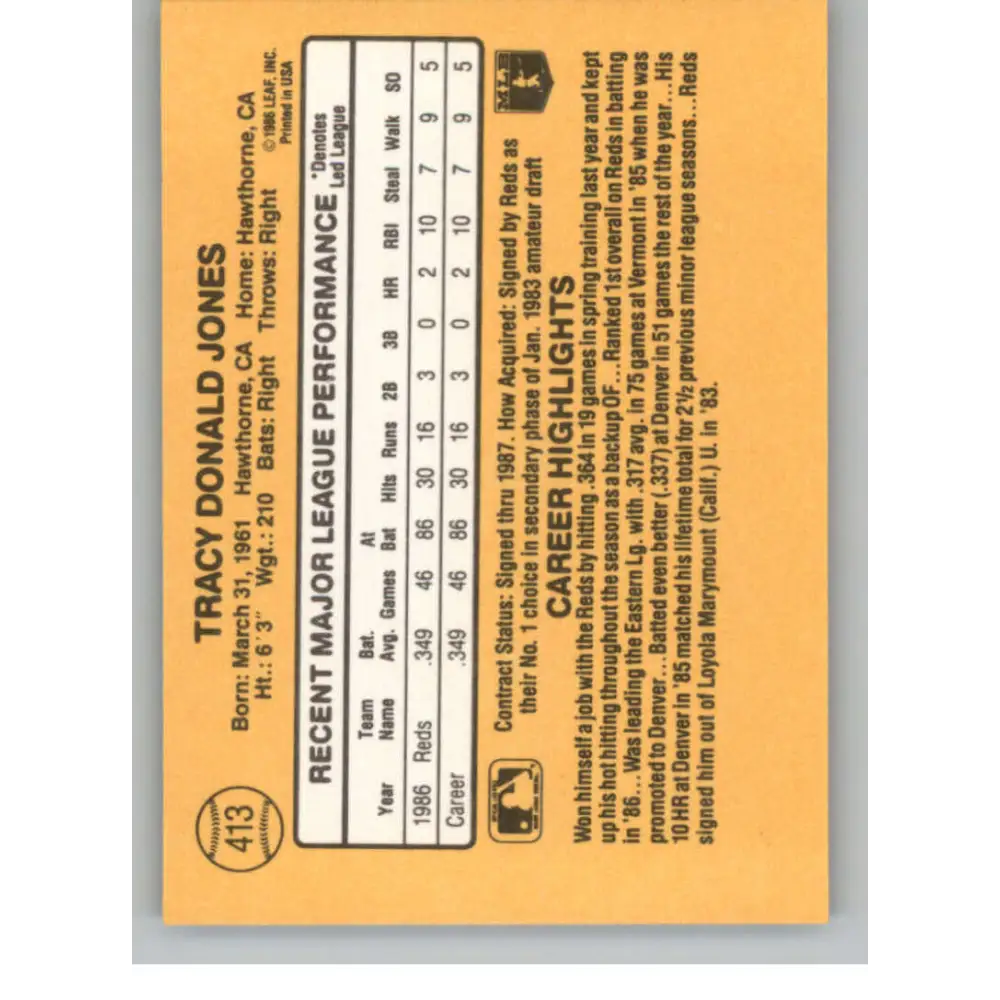 413
TRACY DONALD JONES
Born: March 31, 1961 Hawthorne, CA Home: Hawthorne, CA
Ht.: 6'3" Wgt.: 210 Bats: Right Throws: Right
©1986 LEAF, INC.
Printed in USA
RECENT MAJOR LEAGUE PERFORMANCE
*Denotes
Led League
Year Team Name Bat. Avg. Games At Bat Hits Runs 2B 3B HR RBI Steal Walk SO
1986 Reds .349 46 86 30 16 3 0 2 10 7 9 5
Career .349 46 86 30 16 3 0 2 10 7 9 5
Contract Status: Signed thru 1987. How Acquired: Signed by Reds as
their No. 1 choice in secondary phase of Jan. 1983 amateur draft
MLB
CAREER HIGHLIGHTS
Won himself a job with the Reds by hitting .364 in 19 games in spring training last year and kept
up his hot hitting throughout the season as a backup OF...Ranked 1st overall on Reds in batting
in '86...Was leading the Eastern Lg. with .317 avg. in 75 games at Vermont in '85 when he was
promoted to Denver...Batted even better (.337) at Denver in 51 games the rest of the year...His
10 HR at Denver in '85 matched his lifetime total for 2½ previous minor league seasons...Reds
signed him out of Loyola Marymount (Calif.) U. in '83.